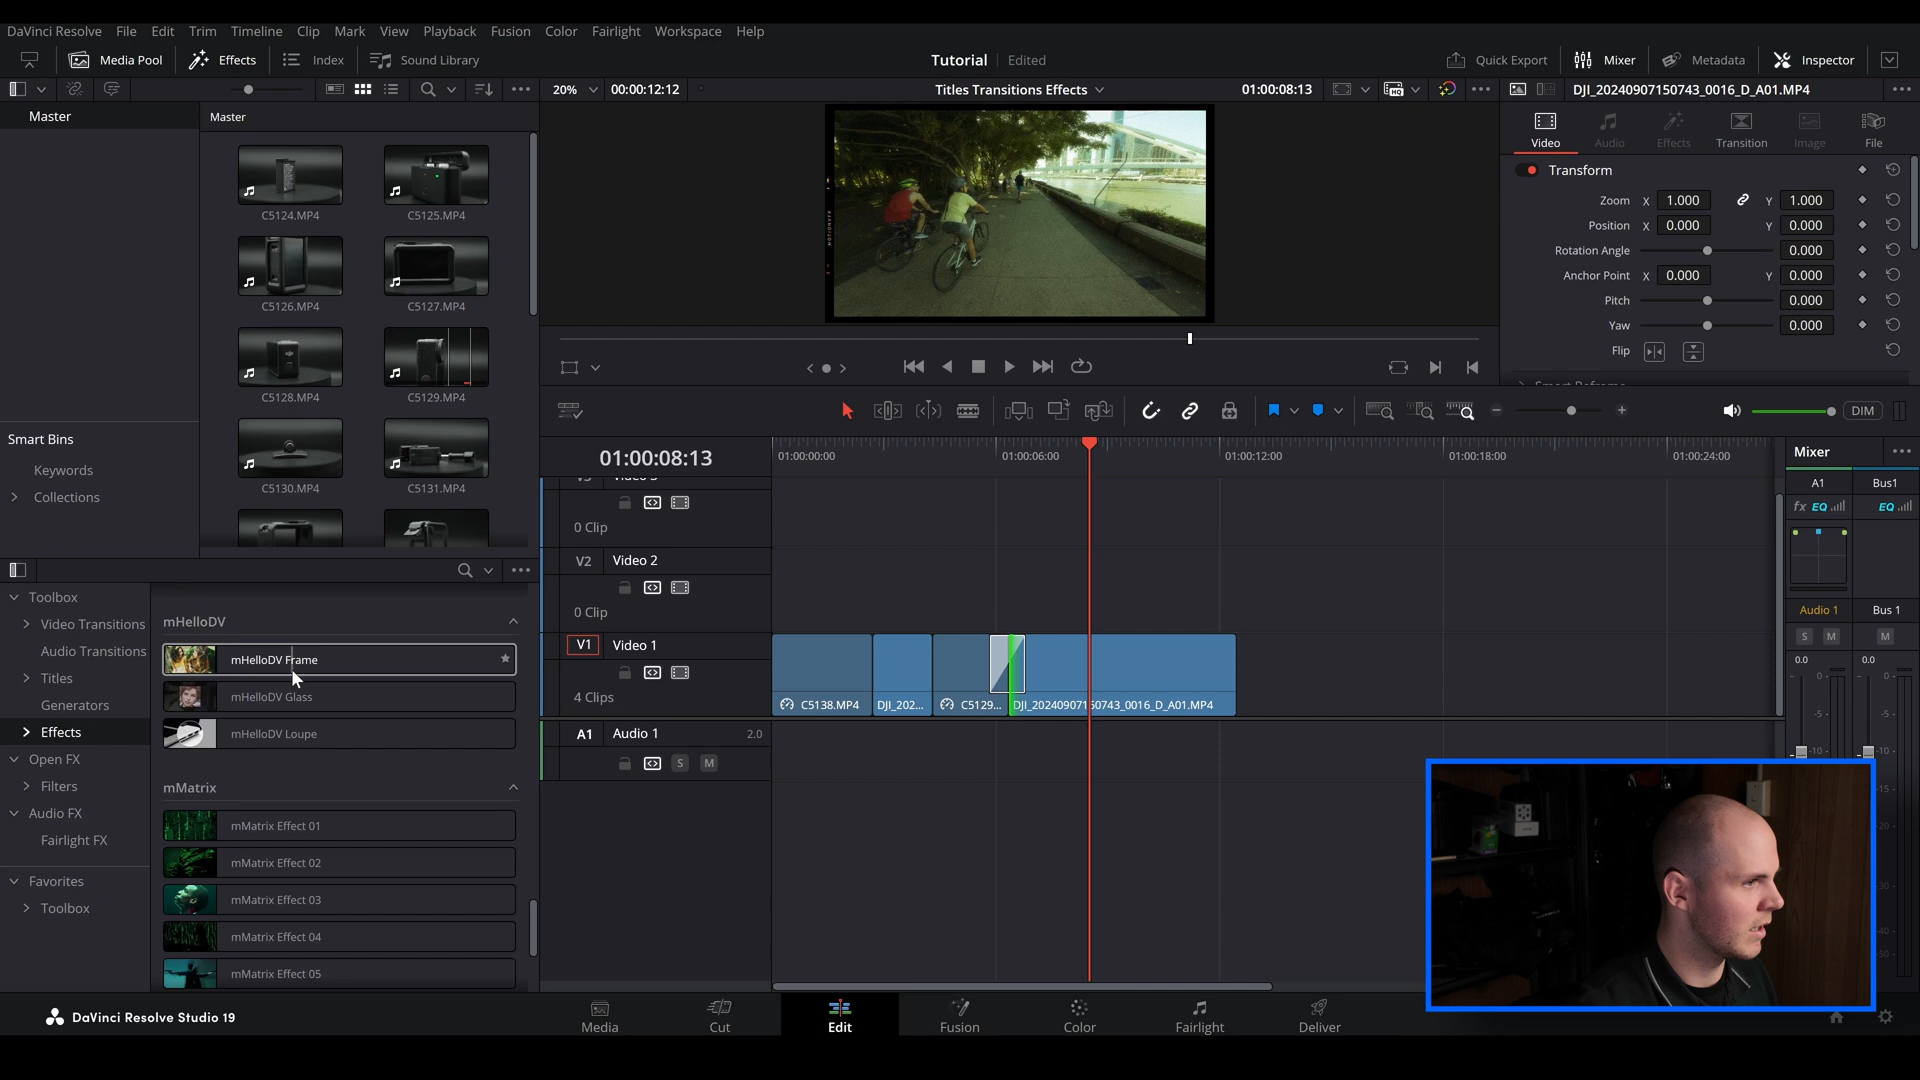 DaVinci Resolve File Edit Trim Timeline Clip Mark View Playback Fusion Color Fairlight Workspace Help
Media Pool Effects Index Sound Library Tutorial Edited Quick Export Mixer Metadata Inspector
20% 00:00:12:12 Titles Transitions Effects 01:00:08:13 DJI_20240907150743_0016_D_A01.MP4
Master Master
C5124.MP4 C5125.MP4
C5126.MP4 C5127.MP4
C5128.MP4 C5129.MP4
C5130.MP4 C5131.MP4
Smart Bins
Keywords
Collections
Video Audio Effects Transition Image File
Transform
Zoom X 1.000 Y 1.000
Position X 0.000 Y 0.000
Rotation Angle 0.000
Anchor Point X 0.000 Y 0.000
Pitch 0.000
Yaw 0.000
Flip
DIM
Toolbox
Video Transitions
Audio Transitions
Titles
Generators
Effects
Open FX
Filters
Audio FX
Fairlight FX
Favorites
Toolbox
mHelloDV
mHelloDV Frame
mHelloDV Glass
mHelloDV Loupe
mMatrix
mMatrix Effect 01
mMatrix Effect 02
mMatrix Effect 03
mMatrix Effect 04
mMatrix Effect 05
01:00:08:13 01:00:00:00 01:00:06:00 01:00:12:00 01:00:18:00 01:00:24:00
0 Clip
V2 Video 2
0 Clip
V1 Video 1
4 Clips
C5138.MP4 DJI_202... C5129... DJI_20240907150743_0016_D_A01.MP4
A1 Audio 1 2.0
S M
Mixer
A1 Bus1
fx EQ EQ
Audio 1 Bus 1
S M M
0.0 0.0
0 0
-5 -5
-10 -10
-15
-20
-30
-40
-50
DaVinci Resolve Studio 19
Media Cut Edit Fusion Color Fairlight Deliver